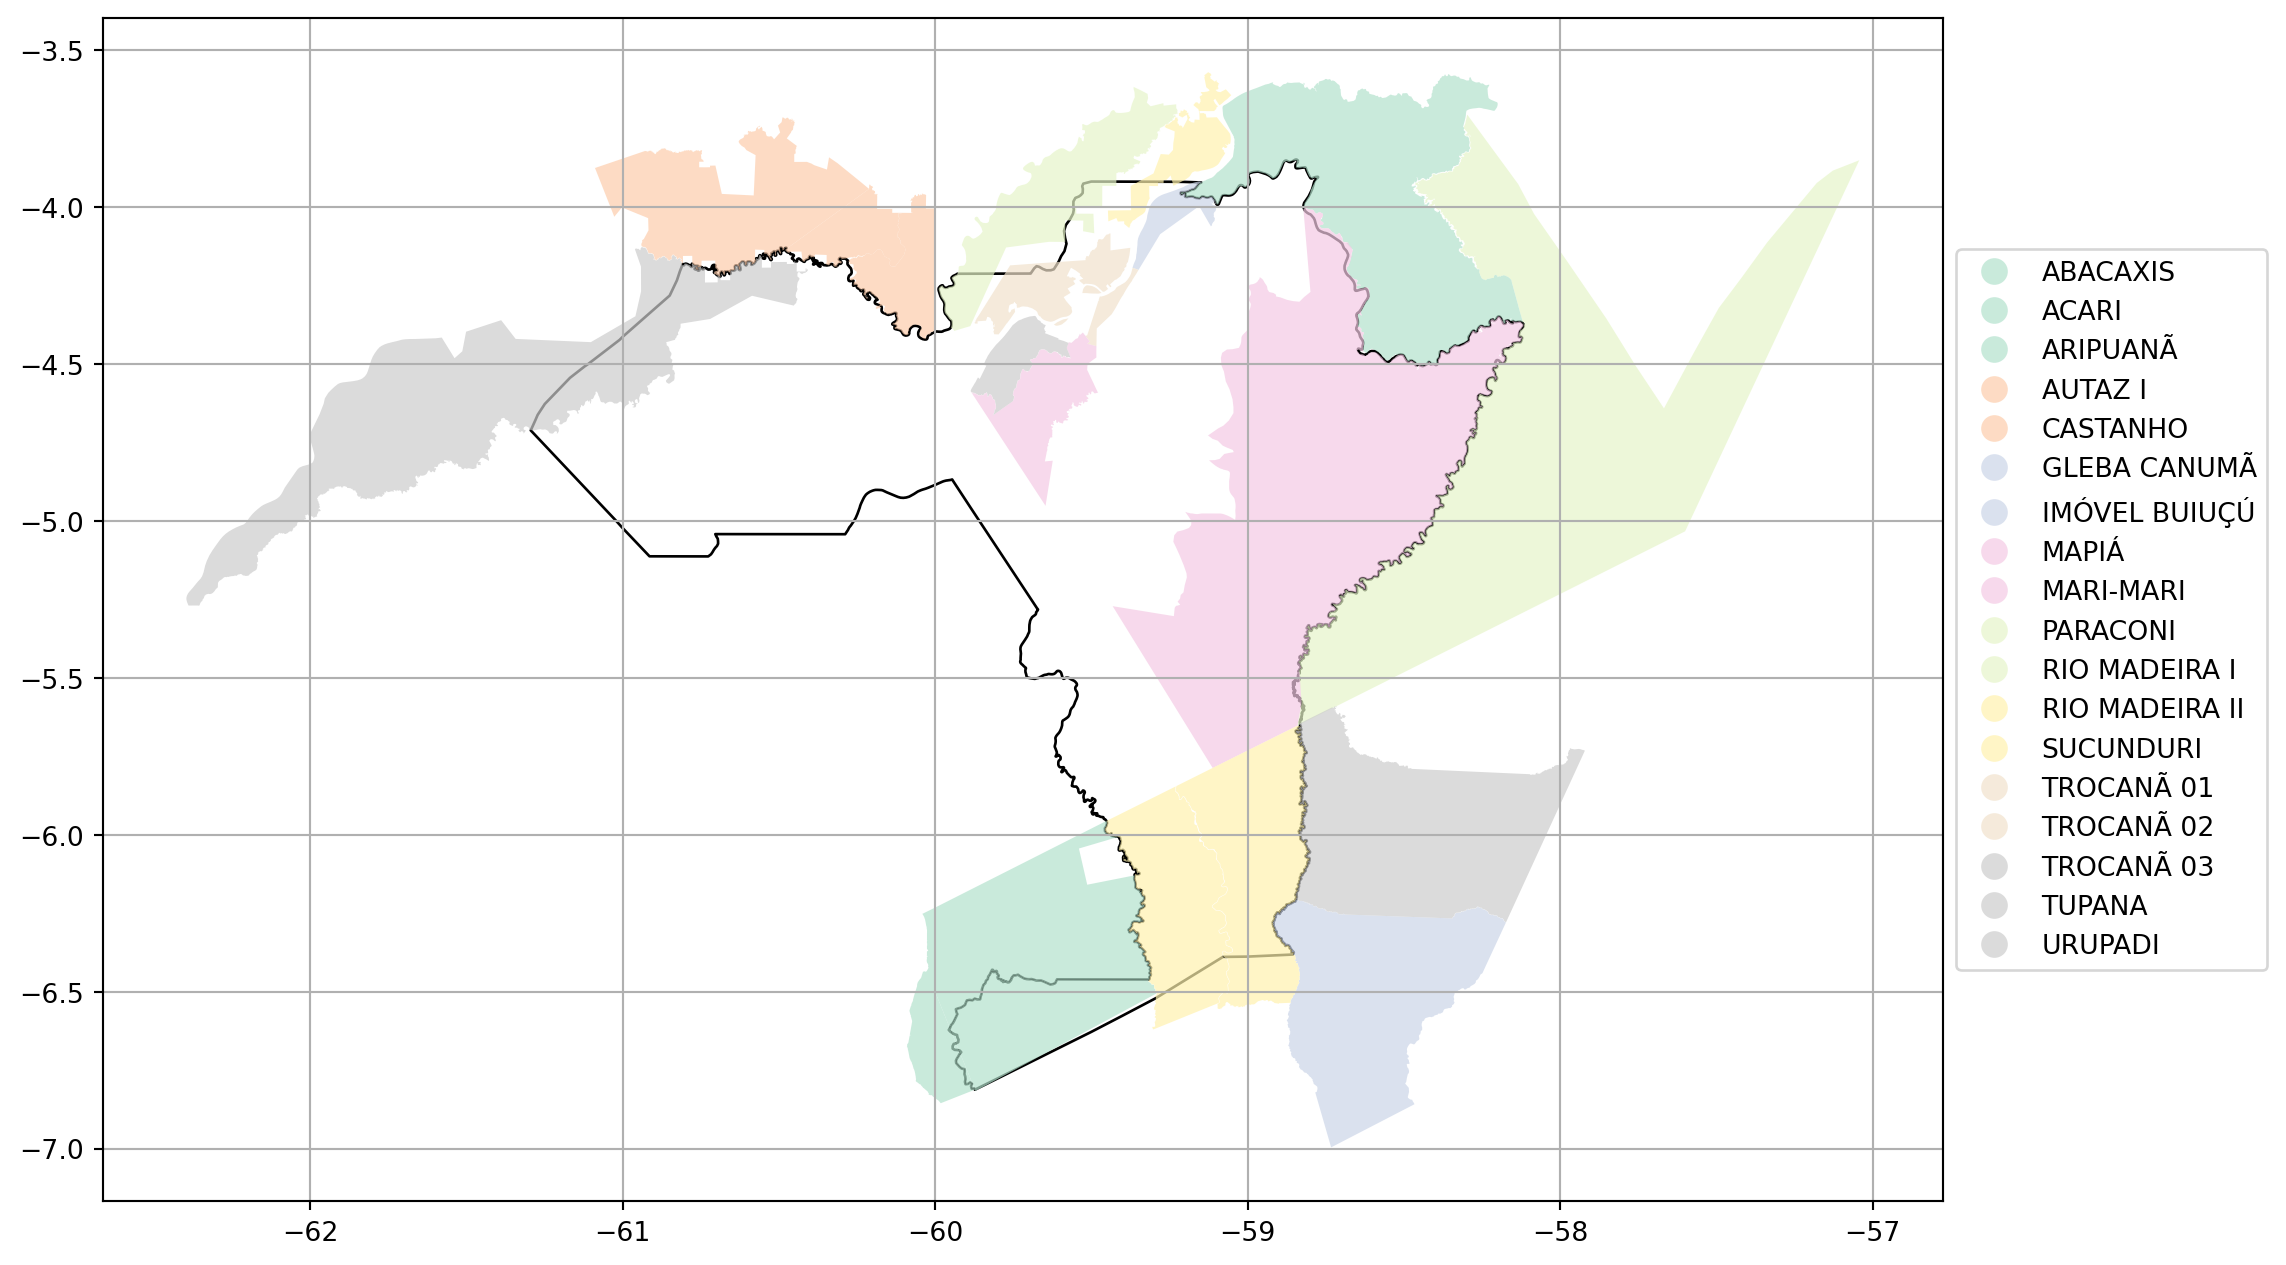 −3.5
−4.0
−4.5
−5.0
−5.5
−6.0
−6.5
−7.0
−62
−61
−60
−59
−58
−57
ABACAXIS
ACARI
ARIPUANÃ
AUTAZ I
CASTANHO
GLEBA CANUMÃ
IMÓVEL BUIUÇÚ
MAPIÁ
MARI-MARI
PARACONI
RIO MADEIRA I
RIO MADEIRA II
SUCUNDURI
TROCANÃ 01
TROCANÃ 02
TROCANÃ 03
TUPANA
URUPADI